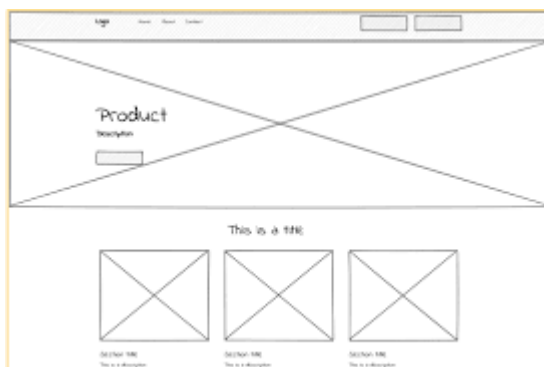 Logo Home About Contact
Product
Description
This is a title
Section title Section title Section title
This is a description This is a description This is a description